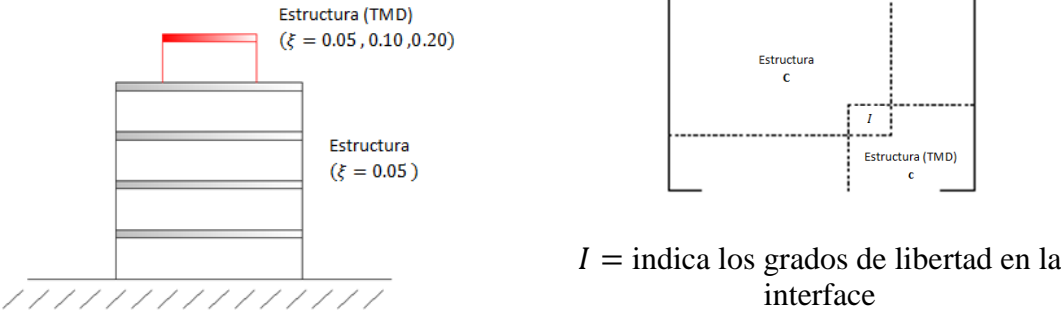 Estructura (TMD)
(ξ = 0.05 , 0.10 ,0.20)
Estructura
(ξ = 0.05 )
Estructura
C
I
Estructura (TMD)
c
I = indica los grados de libertad en la
interface